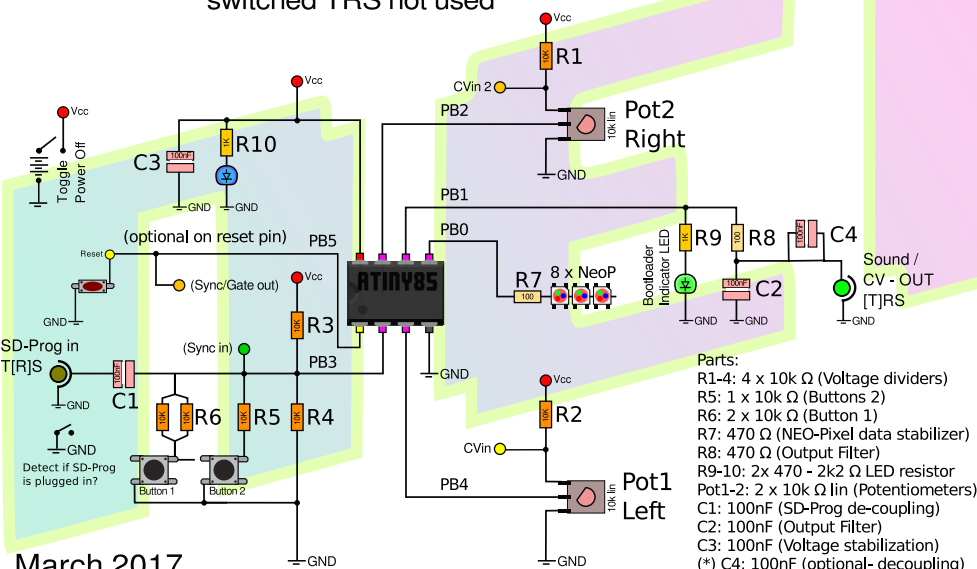 switched TRS not used
Vcc
10K
R1
CVin 2
PB2
10k lin
Pot2
Right
GND
Vcc
Vcc
Toggle
Power Off
C3
100nF
1K
R10
GND
GND
PB1
PB0
(optional on reset pin)
PB5
Reset
(Sync/Gate out)
GND
ATINY85
R7
100
8 x NeoP
Bootloader
Indicator LED
1K
R9
100
R8
100nF
C4
100nF
C2
GND
GND
Sound /
CV - OUT
[T]RS
GND
Vcc
10K
R3
(Sync in)
PB3
GND
SD-Prog in
T[R]S
100nF
C1
GND
GND
Detect if SD-Prog
is plugged in?
10K
10K
R6
10K
R5
10K
R4
Button 1
Button 2
GND
Vcc
10K
R2
CVin
PB4
10k lin
Pot1
Left
GND
Parts:
R1-4: 4 x 10k Ω (Voltage dividers)
R5: 1 x 10k Ω (Buttons 2)
R6: 2 x 10k Ω (Button 1)
R7: 470 Ω (NEO-Pixel data stabilizer)
R8: 470 Ω (Output Filter)
R9-10: 2x 470 - 2k2 Ω LED resistor
Pot1-2: 2 x 10k Ω lin (Potentiometers)
C1: 100nF (SD-Prog de-coupling)
C2: 100nF (Output Filter)
C3: 100nF (Voltage stabilization)
(*) C4: 100nF (optional- decoupling)
March 2017